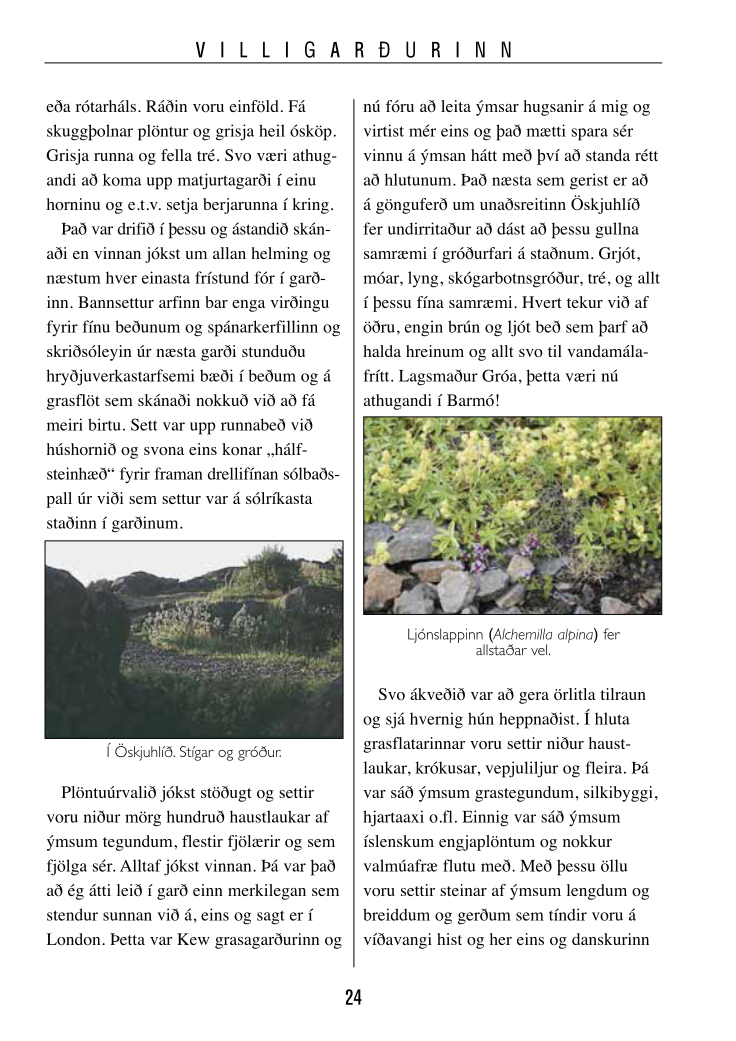 VILLIGARÐURINN
eða rótarháls. Ráðin voru einföld. Fá
skuggþolnar plöntur og grisja heil ósköp.
Grisja runna og fella tré. Svo væri athug-
andi að koma upp matjurtagarði í einu
horninu og e.t.v. setja berjarunna í kring.
Það var drifið í þessu og ástandið skán-
aði en vinnan jókst um allan helming og
næstum hver einasta frístund fór í garð-
inn. Bannsettur arfinn bar enga virðingu
fyrir fínu beðunum og spánarkerfillinn og
skriðsóleyin úr næsta garði stunduðu
hryðjuverkastarfsemi bæði í beðum og á
grasflöt sem skánaði nokkuð við að fá
meiri birtu. Sett var upp runnabeð við
húshornið og svona eins konar „hálf-
steinhæð“ fyrir framan drellifínan sólbaðs-
pall úr viði sem settur var á sólríkasta
staðinn í garðinum.
Í Öskjuhlíð. Stígar og gróður.
Plöntuúrvalið jókst stöðugt og settir
voru niður mörg hundruð haustlaukar af
ýmsum tegundum, flestir fjölærir og sem
fjölga sér. Alltaf jókst vinnan. Þá var það
að ég átti leið í garð einn merkilegan sem
stendur sunnan við á, eins og sagt er í
London. Þetta var Kew grasagarðurinn og
nú fóru að leita ýmsar hugsanir á mig og
virtist mér eins og það mætti spara sér
vinnu á ýmsan hátt með því að standa rétt
að hlutunum. Það næsta sem gerist er að
á gönguferð um unaðsreitinn Öskjuhlíð
fer undirritaður að dást að þessu gullna
samræmi í gróðurfari á staðnum. Grjót,
móar, lyng, skógarbotnsgróður, tré, og allt
í þessu fína samræmi. Hvert tekur við af
öðru, engin brún og ljót beð sem þarf að
halda hreinum og allt svo til vandamála-
frítt. Lagsmaður Gróa, þetta væri nú
athugandi í Barmó!
Ljónslappinn (Alchemilla alpina) fer
allstaðar vel.
Svo ákveðið var að gera örlitla tilraun
og sjá hvernig hún heppnaðist. Í hluta
grasflatarinnar voru settir niður haust-
laukar, krókusar, vepjuliljur og fleira. Þá
var sáð ýmsum grastegundum, silkibyggi,
hjartaaxi o.fl. Einnig var sáð ýmsum
íslenskum engjaplöntum og nokkur
valmúafræ flutu með. Með þessu öllu
voru settir steinar af ýmsum lengdum og
breiddum og gerðum sem tíndir voru á
víðavangi hist og her eins og danskurinn
24